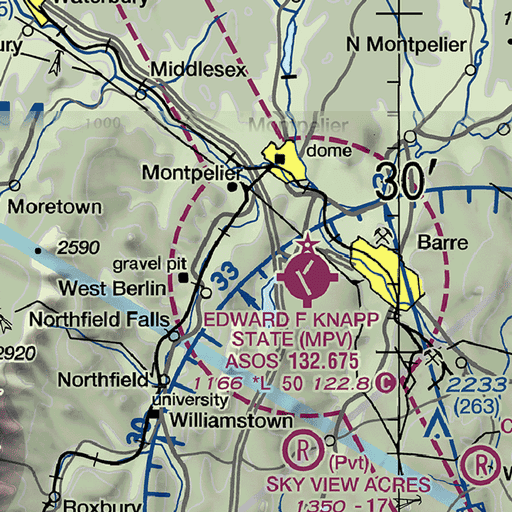 Waterbury
N Montpelier
Middlesex
1000
Montpelier
dome
Montpelier
30'
Moretown
2590
Barre
gravel pit
33
West Berlin
EDWARD F KNAPP
STATE (MPV)
Northfield Falls
ASOS 132.675
2920
1166 *L 50 122.8 C
Northfield
2233
(263)
university
Williamstown
30
R
(Pvt)
R
SKY VIEW ACRES
Roxbury
1350 - 17